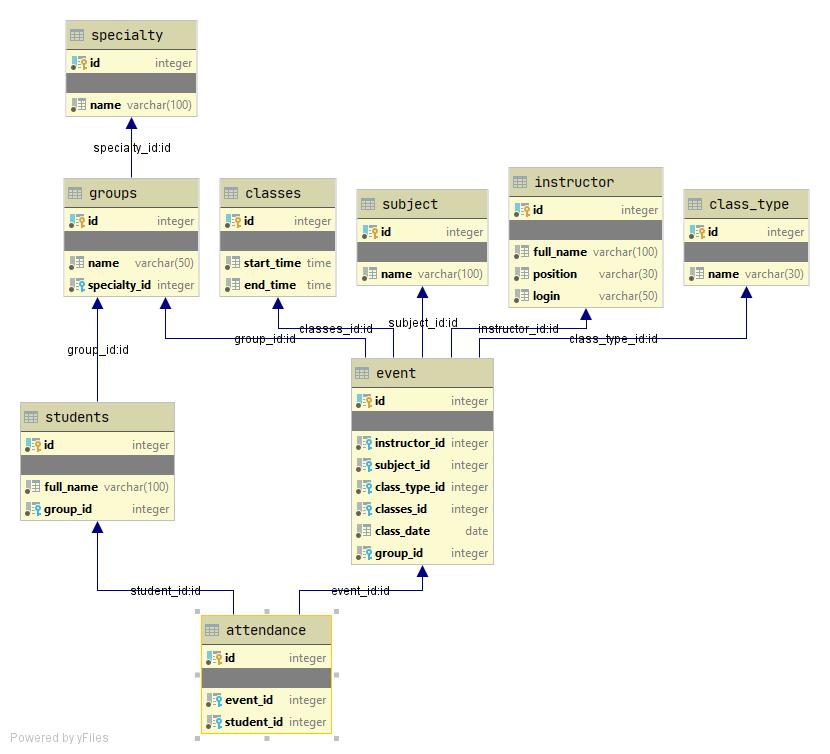 specialty
id integer
name varchar(100)
specialty_id:id
groups
id integer
name varchar(50)
specialty_id integer
classes
id integer
start_time time
end_time time
subject
id integer
name varchar(100)
instructor
id integer
full_name varchar(100)
position varchar(30)
login varchar(50)
class_type
id integer
name varchar(30)
group_id:id
group_id:id
classes_id:id
subject_id:id
instructor_id:id
class_type_id:id
students
id integer
full_name varchar(100)
group_id integer
event
id integer
instructor_id integer
subject_id integer
class_type_id integer
classes_id integer
class_date date
group_id integer
student_id:id
event_id:id
attendance
id integer
event_id integer
student_id integer
Powered by yFiles